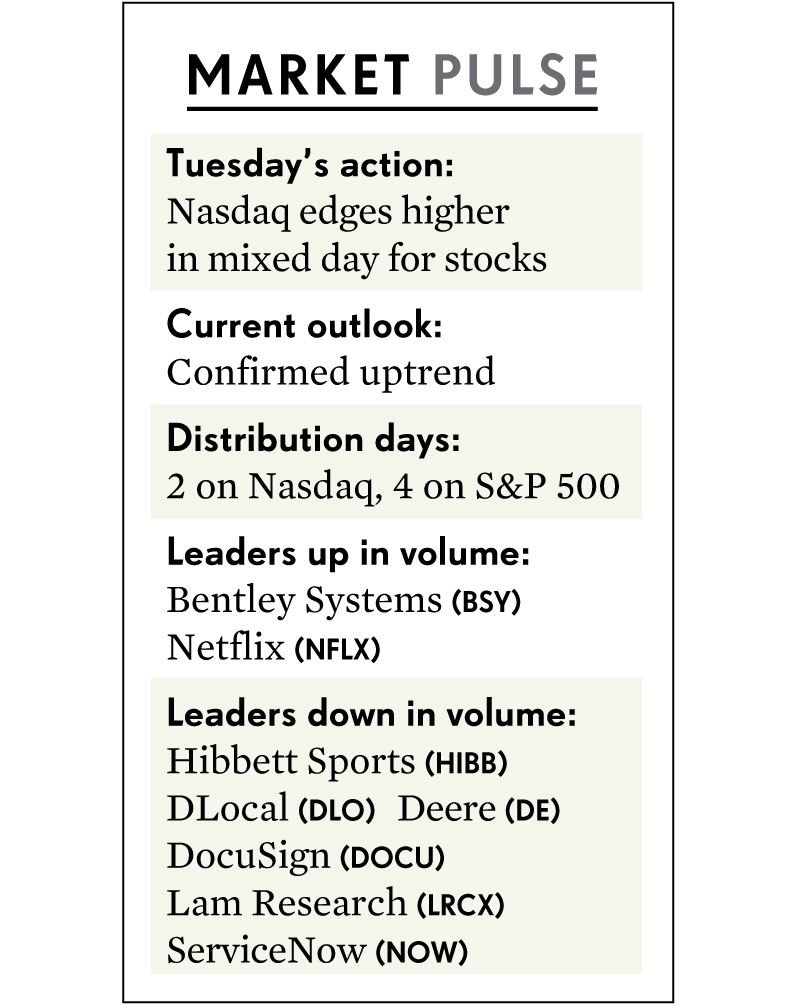 MARKET PULSE
Tuesday’s action:
Nasdaq edges higher
in mixed day for stocks
Current outlook:
Confirmed uptrend
Distribution days:
2 on Nasdaq, 4 on S&P 500
Leaders up in volume:
Bentley Systems (BSY)
Netflix (NFLX)
Leaders down in volume:
Hibbett Sports (HIBB)
DLocal (DLO) Deere (DE)
DocuSign (DOCU)
Lam Research (LRCX)
ServiceNow (NOW)